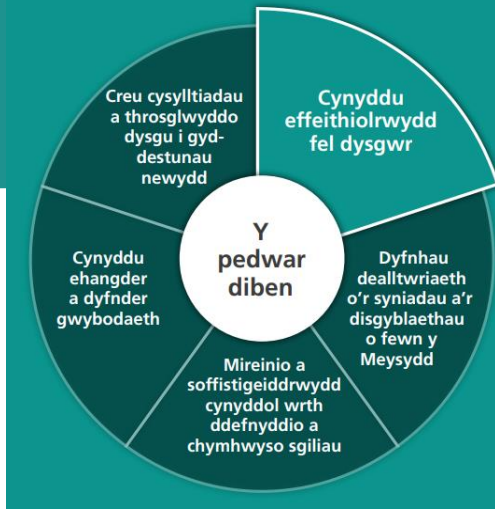 Creu cysylltiadau
a throsglwyddo
dysgu i gyd-
destunau
newydd
Cynyddu
effeithiolrwydd
fel dysgwr
Y
pedwar
diben
Cynyddu
ehangder
a dyfnder
gwybodaeth
Dyfnhau
dealltwriaeth
o'r syniadau a'r
disgyblaethau
o fewn y
Meysydd
Mireinio a
soffistigeiddrwydd
cynyddol wrth
ddefnyddio a
chymhwyso sgiliau